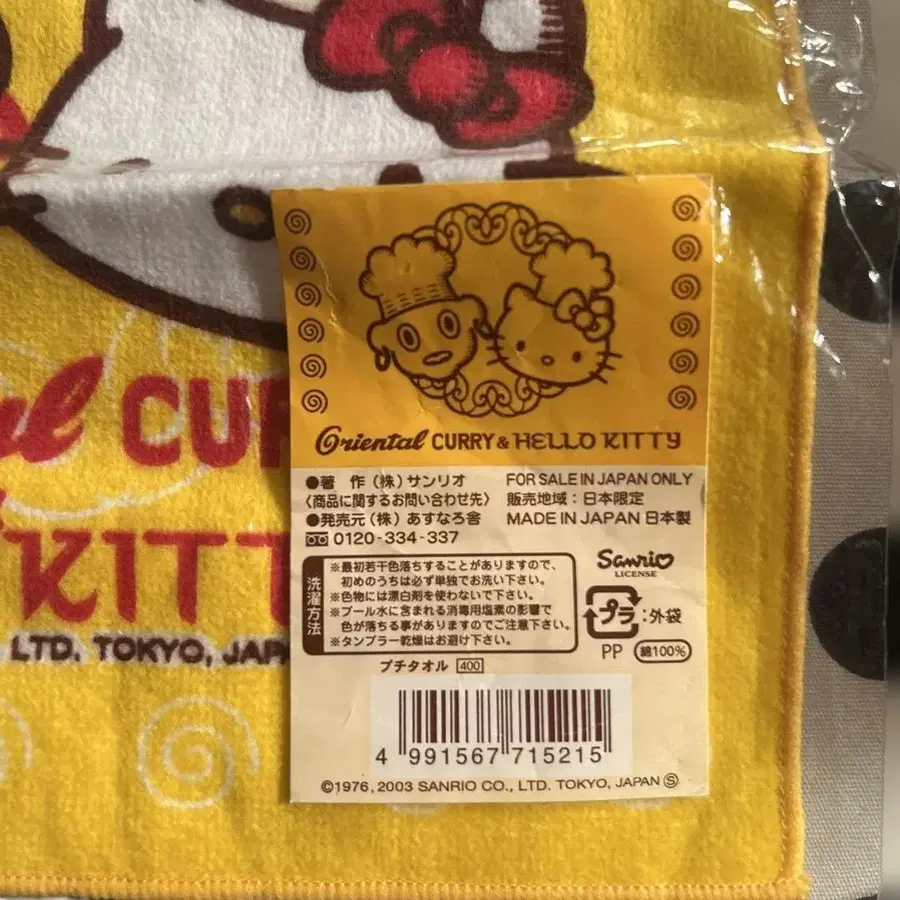 CUR
KITT
LTD. TOKYO, JAP
Oriental CURRY & HELLO KITTY
●著 作 (株) サンリオ
〈商品に関するお問い合わせ先〉
●発売元 (株) あすなろ舎
0120-334-337
FOR SALE IN JAPAN ONLY
販売地域：日本限定
MADE IN JAPAN 日本製
洗濯方法
※最初若干色落ちすることがありますので、
初めのうちは必ず単独でお洗い下さい。
※色物には漂白剤を使わないで下さい。
※プール水に含まれる消毒用塩素の影響で
色が落ちる事がありますのでご注意下さい。
※タンブラー乾燥はお避け下さい。
Sanrio
LICENSE
プラ：外袋
PP 綿100%
プチタオル 400
4 991567 715215
©1976, 2003 SANRIO CO., LTD. TOKYO, JAPAN Ⓢ